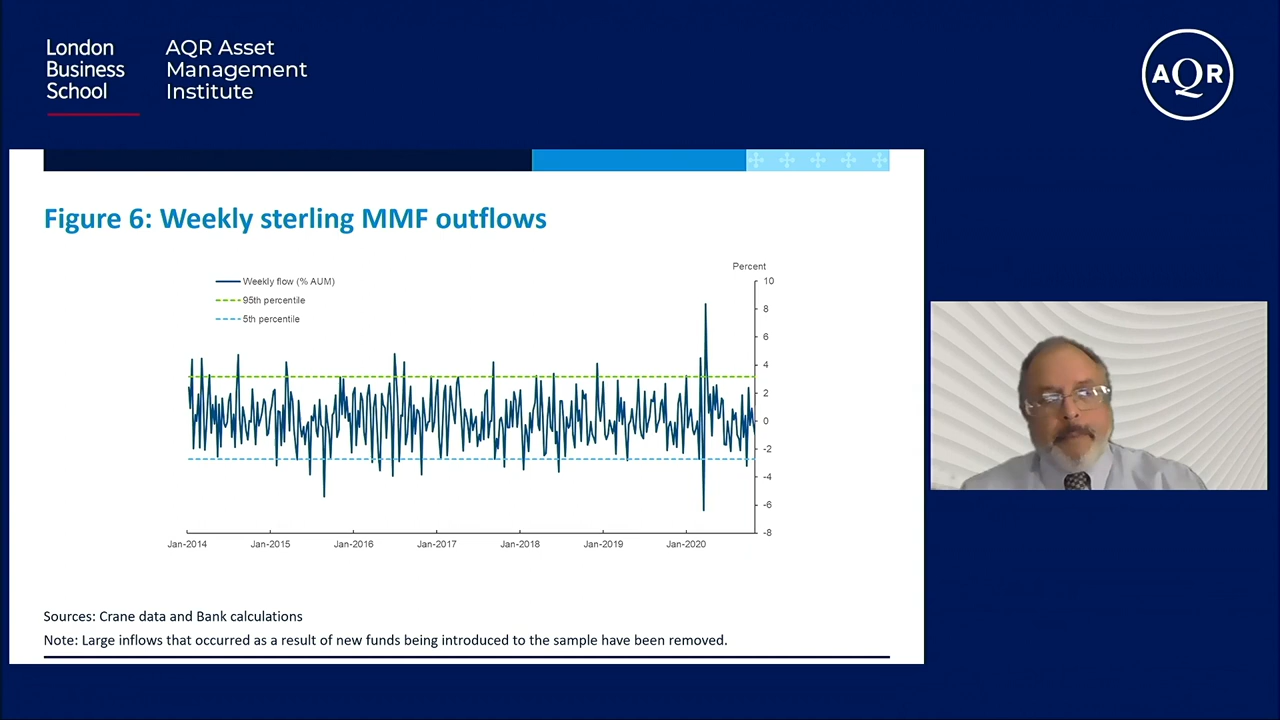 London
Business
School
AQR Asset
Management
Institute
AQR
Figure 6: Weekly sterling MMF outflows
Percent
Weekly flow (% AUM)
95th percentile
5th percentile
10
8
6
4
2
0
-2
-4
-6
-8
Jan-2014 Jan-2015 Jan-2016 Jan-2017 Jan-2018 Jan-2019 Jan-2020
Sources: Crane data and Bank calculations
Note: Large inflows that occurred as a result of new funds being introduced to the sample have been removed.